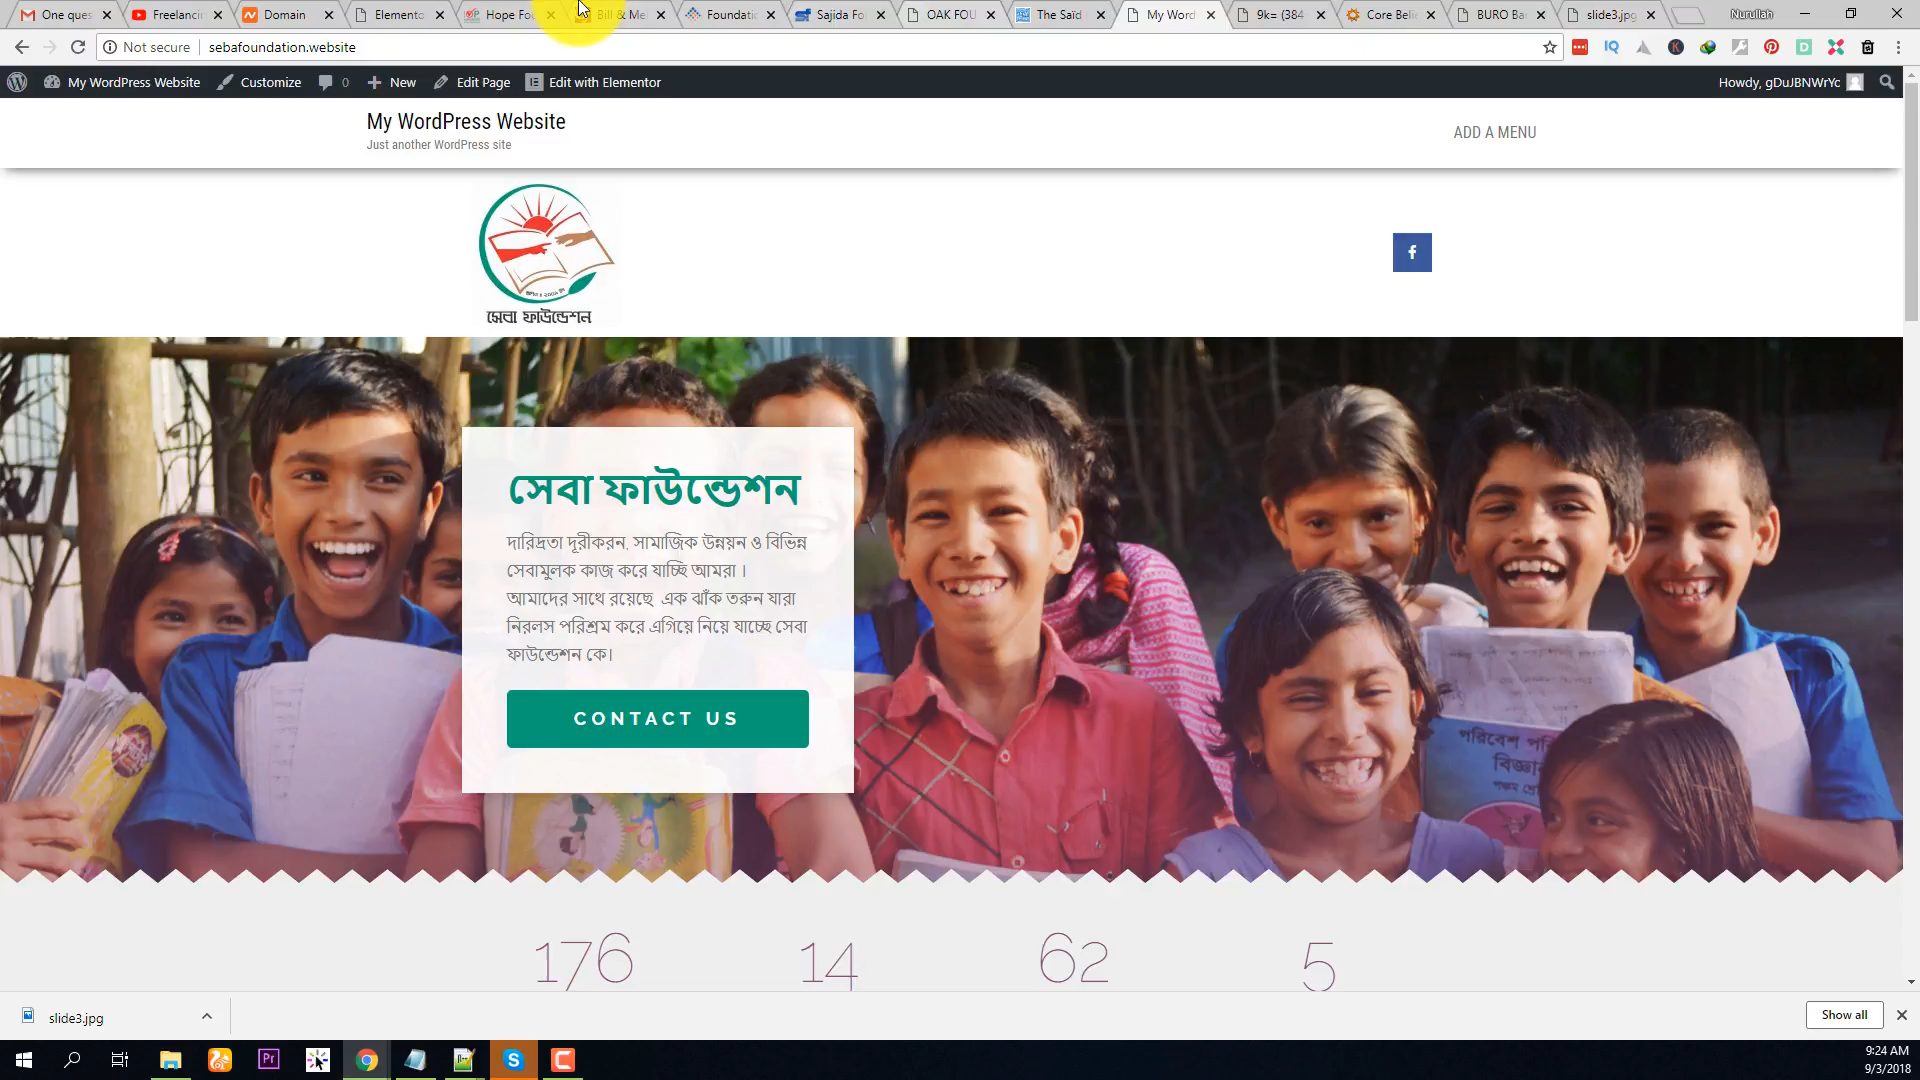 One ques
Freelanci
Domain
Elemento
Hope Fou
Bill & Me
Foundatio
Sajida Fo
OAK FOU
The Saïd
My Word
9k= (384
Core Beli
BURO Ba
slide3.jpg
Nurullah
Not secure
sebafoundation.website
My WordPress Website
Customize
0
New
Edit Page
Edit with Elementor
Howdy, gDuJBNWrYc
My WordPress Website
Just another WordPress site
ADD A MENU
সেবা ফাউন্ডেশন
সেবা ফাউন্ডেশন
দারিদ্রতা দূরীকরন, সামাজিক উন্নয়ন ও বিভিন্ন
সেবামুলক কাজ করে যাচ্ছি আমরা ।
আমাদের সাথে রয়েছে এক ঝাঁক তরুন যারা
নিরলস পরিশ্রম করে এগিয়ে নিয়ে যাচ্ছে সেবা
ফাউন্ডেশন কে।
CONTACT US
পরিবেশ
176
14
62
5
slide3.jpg
Show all
9:24 AM
9/3/2018